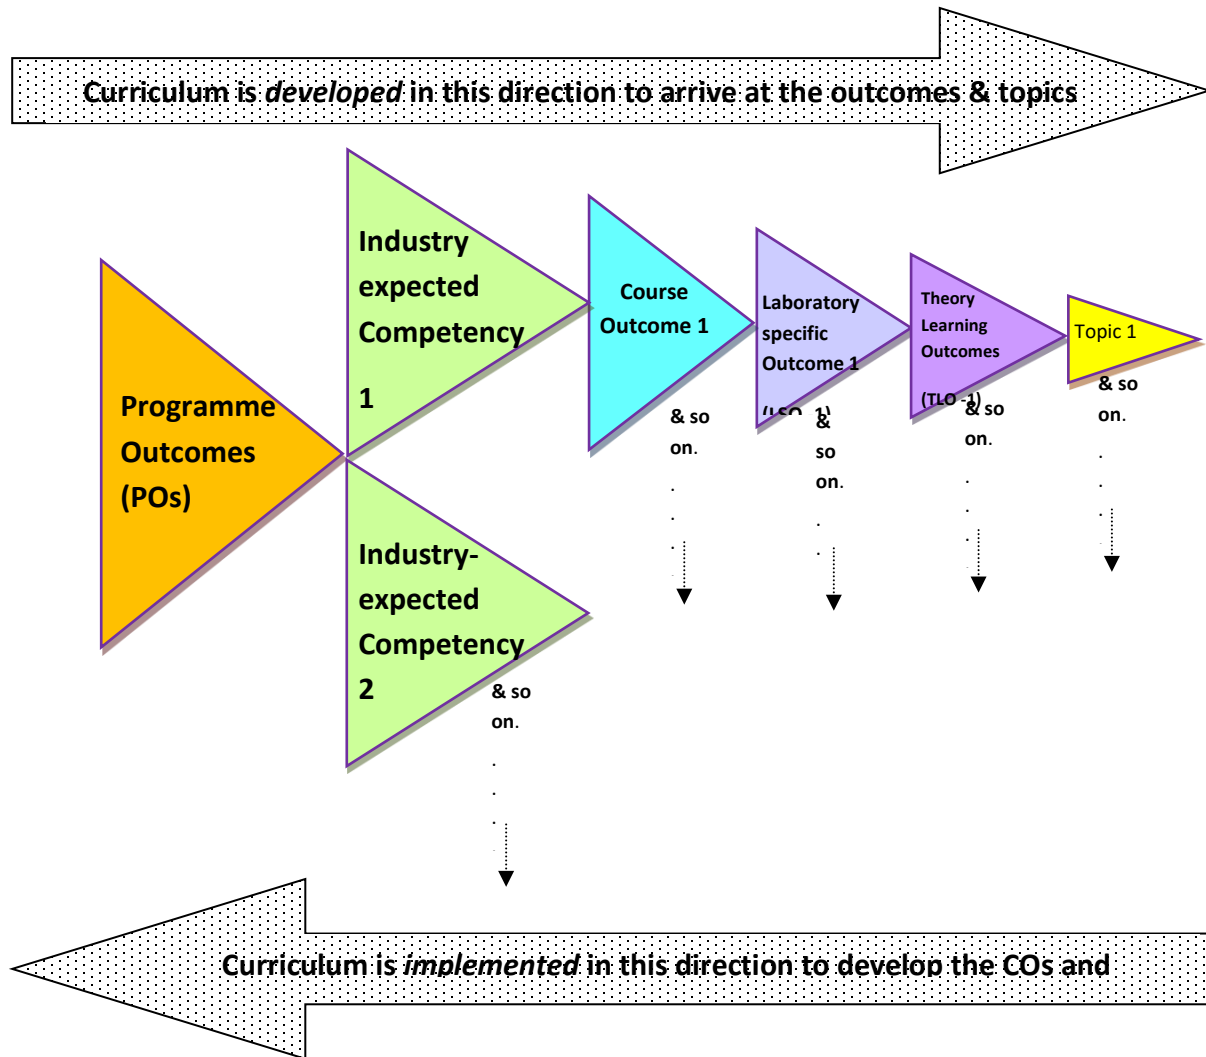 Curriculum is developed in this direction to arrive at the outcomes & topics
Industry
expected
Competency
1
Course
Outcome 1
Laboratory
specific
Outcome 1
(LSO -1)
Theory
Learning
Outcomes
(TLO -1)
Topic 1
Programme
Outcomes
(POs)
& so
on.
&
so
on.
& so
on.
& so
on.
Industry-
expected
Competency
2
& so
on.
Curriculum is implemented in this direction to develop the COs and